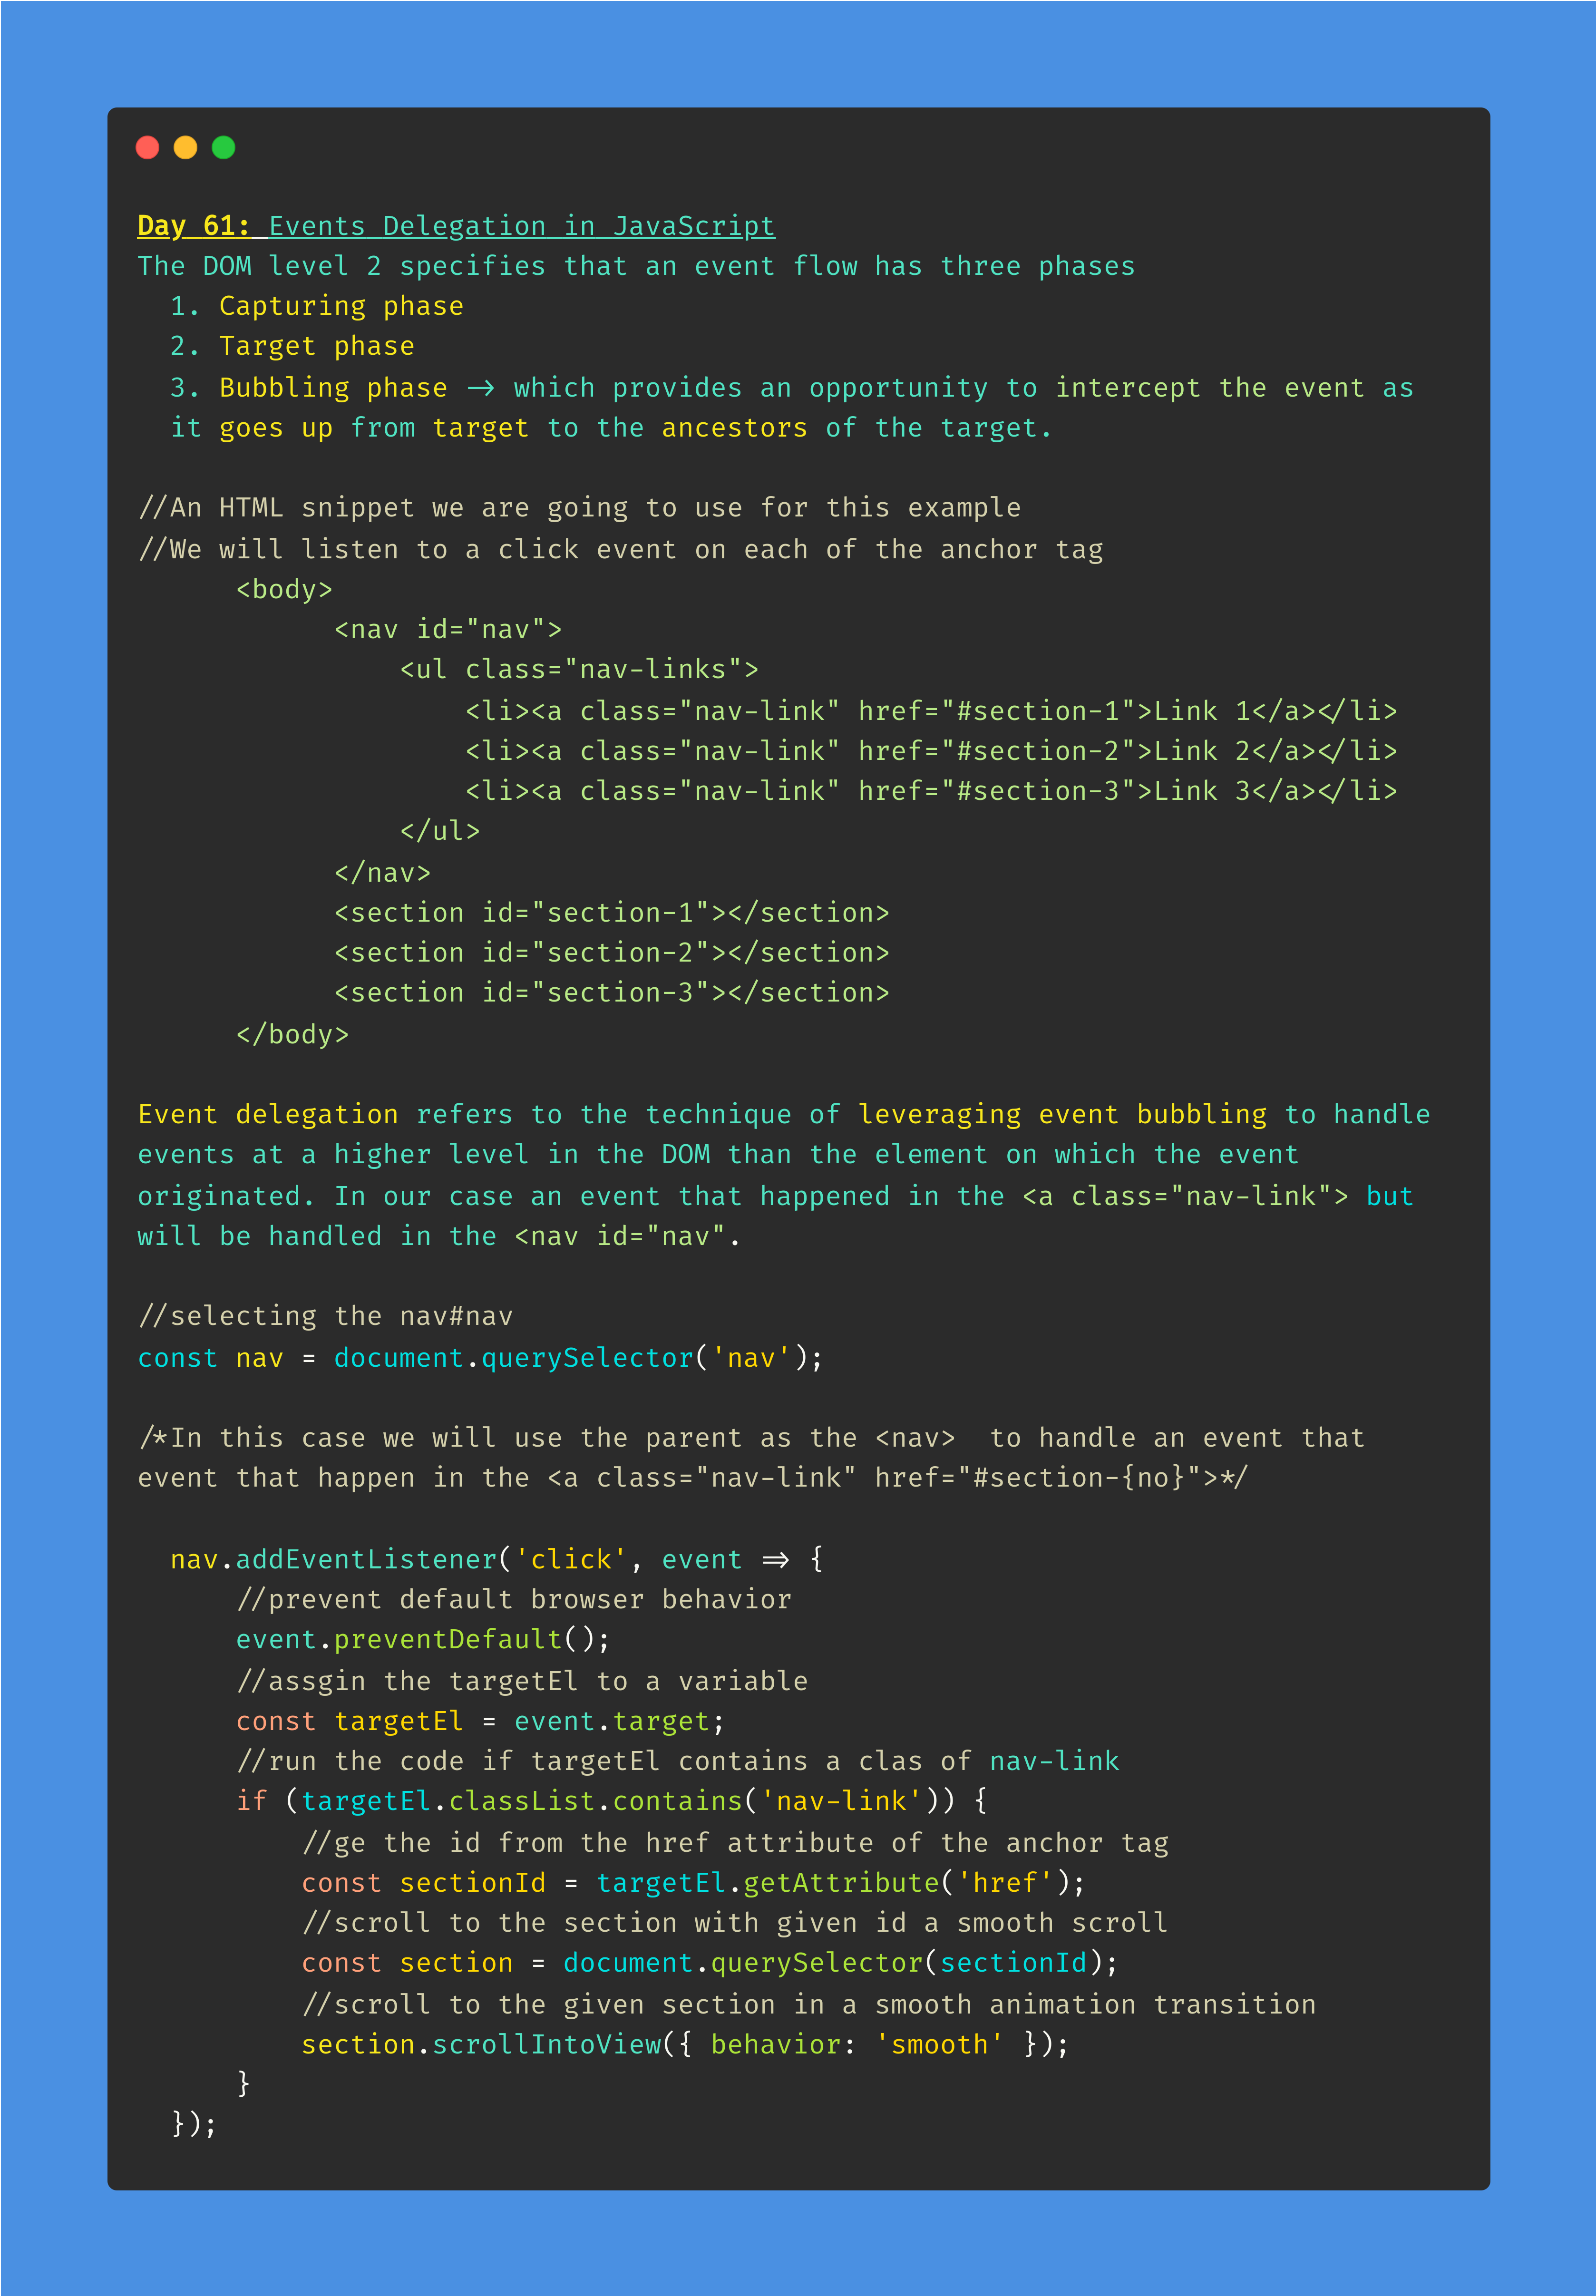 Day 61: Events Delegation in JavaScript
The DOM level 2 specifies that an event flow has three phases
  1. Capturing phase
  2. Target phase
  3. Bubbling phase -> which provides an opportunity to intercept the event as
  it goes up from target to the ancestors of the target.

//An HTML snippet we are going to use for this example
//We will listen to a click event on each of the anchor tag
      <body>
            <nav id="nav">
                <ul class="nav-links">
                    <li><a class="nav-link" href="#section-1">Link 1</a></li>
                    <li><a class="nav-link" href="#section-2">Link 2</a></li>
                    <li><a class="nav-link" href="#section-3">Link 3</a></li>
                </ul>
            </nav>
            <section id="section-1"></section>
            <section id="section-2"></section>
            <section id="section-3"></section>
      </body>

Event delegation refers to the technique of leveraging event bubbling to handle
events at a higher level in the DOM than the element on which the event
originated. In our case an event that happened in the <a class="nav-link"> but
will be handled in the <nav id="nav".

//selecting the nav#nav
const nav = document.querySelector('nav');

/*In this case we will use the parent as the <nav>  to handle an event that
event that happen in the <a class="nav-link" href="#section-{no}">*/

  nav.addEventListener('click', event => {
      //prevent default browser behavior
      event.preventDefault();
      //assgin the targetEl to a variable
      const targetEl = event.target;
      //run the code if targetEl contains a clas of nav-link
      if (targetEl.classList.contains('nav-link')) {
          //ge the id from the href attribute of the anchor tag
          const sectionId = targetEl.getAttribute('href');
          //scroll to the section with given id a smooth scroll
          const section = document.querySelector(sectionId);
          //scroll to the given section in a smooth animation transition
          section.scrollIntoView({ behavior: 'smooth' });
      }
  });